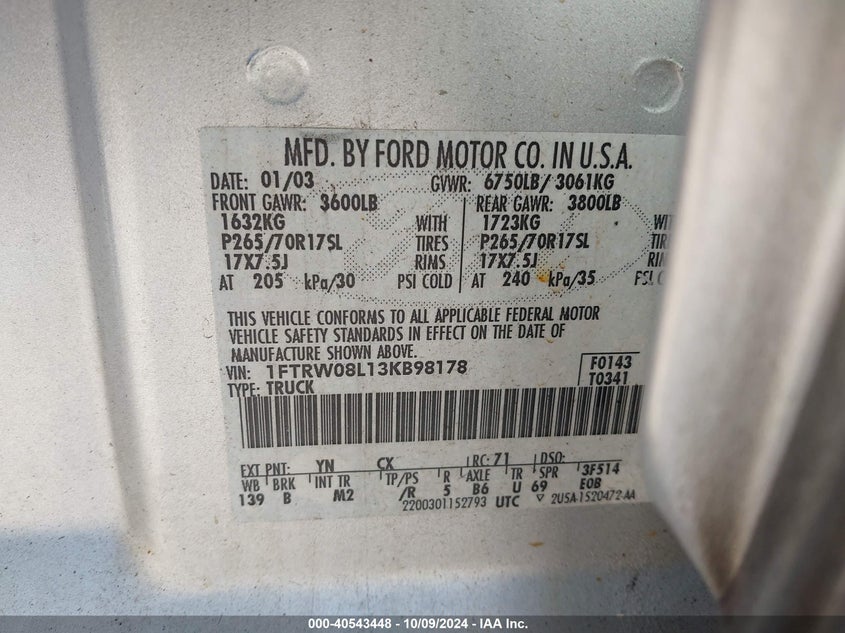 MFD. BY FORD MOTOR CO. IN U.S.A.
DATE: 01/03 GVWR: 6750LB/ 3061KG
FRONT GAWR: 3600LB REAR GAWR: 3800LB
1632KG WITH 1723KG WIT
P265/70R17SL TIRES P265/70R17SL TIRE
17X7.5J RIMS 17X7.5J RIM
AT 205 kPa/30 PSI COLD AT 240 kPa/35 PSI C
THIS VEHICLE CONFORMS TO ALL APPLICABLE FEDERAL MOTOR
VEHICLE SAFETY STANDARDS IN EFFECT ON THE DATE OF
MANUFACTURE SHOWN ABOVE.
VIN: 1FTRW08L13KB98178 F0143
TYPE: TRUCK T0341
EXT PNT: YN CX RC: 71 DSO:
WB BRK INT TR TP/PS R AXLE TR SPR 3F514
139 B M2 /R 5 B6 U 69 EOB
2200301152793 UTC ▽ 2U5A-1520472-AA
000-40543448 - 10/09/2024 - IAA Inc.